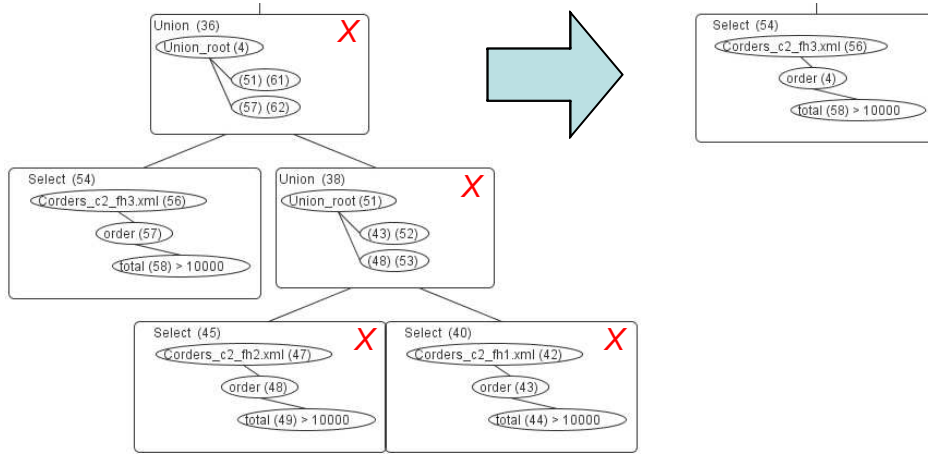 Union (36)
X
Union_root (4)
(51) (61)
(57) (62)
Select (54)
Corders_c2_fh3.xml (56)
order (4)
total (58) > 10000
Select (54)
Corders_c2_fh3.xml (56)
order (57)
total (58) > 10000
Union (38)
X
Union_root (51)
(43) (52)
(48) (53)
Select (45)
X
Corders_c2_fh2.xml (47)
order (48)
total (49) > 10000
Select (40)
X
Corders_c2_fh1.xml (42)
order (43)
total (44) > 10000